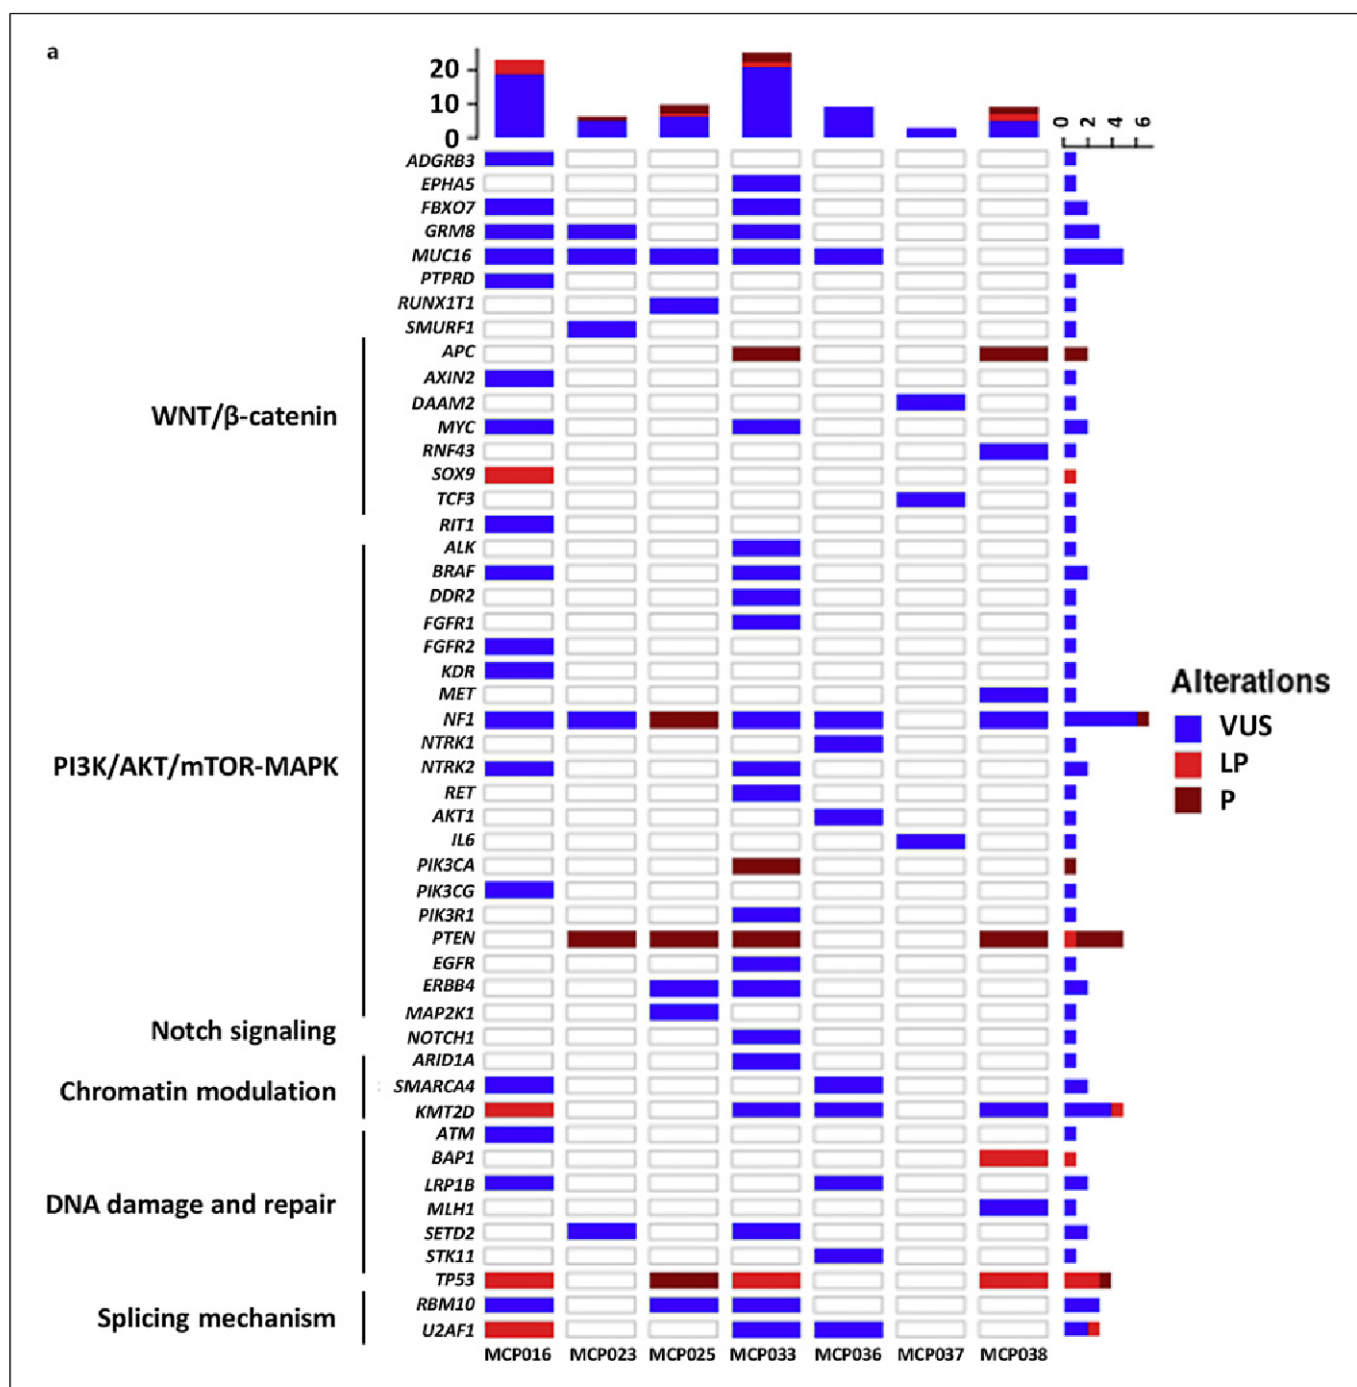 a
20
10
0
0 2 4 6
ADGRB3
EPHA5
FBXO7
GRM8
MUC16
PTPRD
RUNX1T1
SMURF1
APC
AXIN2
WNT/β-catenin
DAAM2
MYC
RNF43
SOX9
TCF3
RIT1
ALK
BRAF
DDR2
FGFR1
FGFR2
KDR
MET
Alterations
NF1
VUS
NTRK1
PI3K/AKT/mTOR-MAPK
NTRK2
LP
RET
P
AKT1
IL6
PIK3CA
PIK3CG
PIK3R1
PTEN
EGFR
ERBB4
MAP2K1
Notch signaling
NOTCH1
ARID1A
Chromatin modulation
SMARCA4
KMT2D
ATM
BAP1
LRP1B
DNA damage and repair
MLH1
SETD2
STK11
TP53
RBM10
Splicing mechanism
U2AF1
MCP016 MCP023 MCP025 MCP033 MCP036 MCP037 MCP038